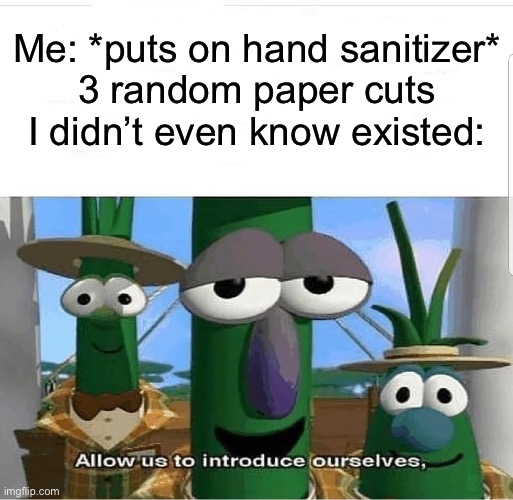 Me: *puts on hand sanitizer*
3 random paper cuts
I didn’t even know existed:
Allow us to introduce ourselves,
imgflip.com